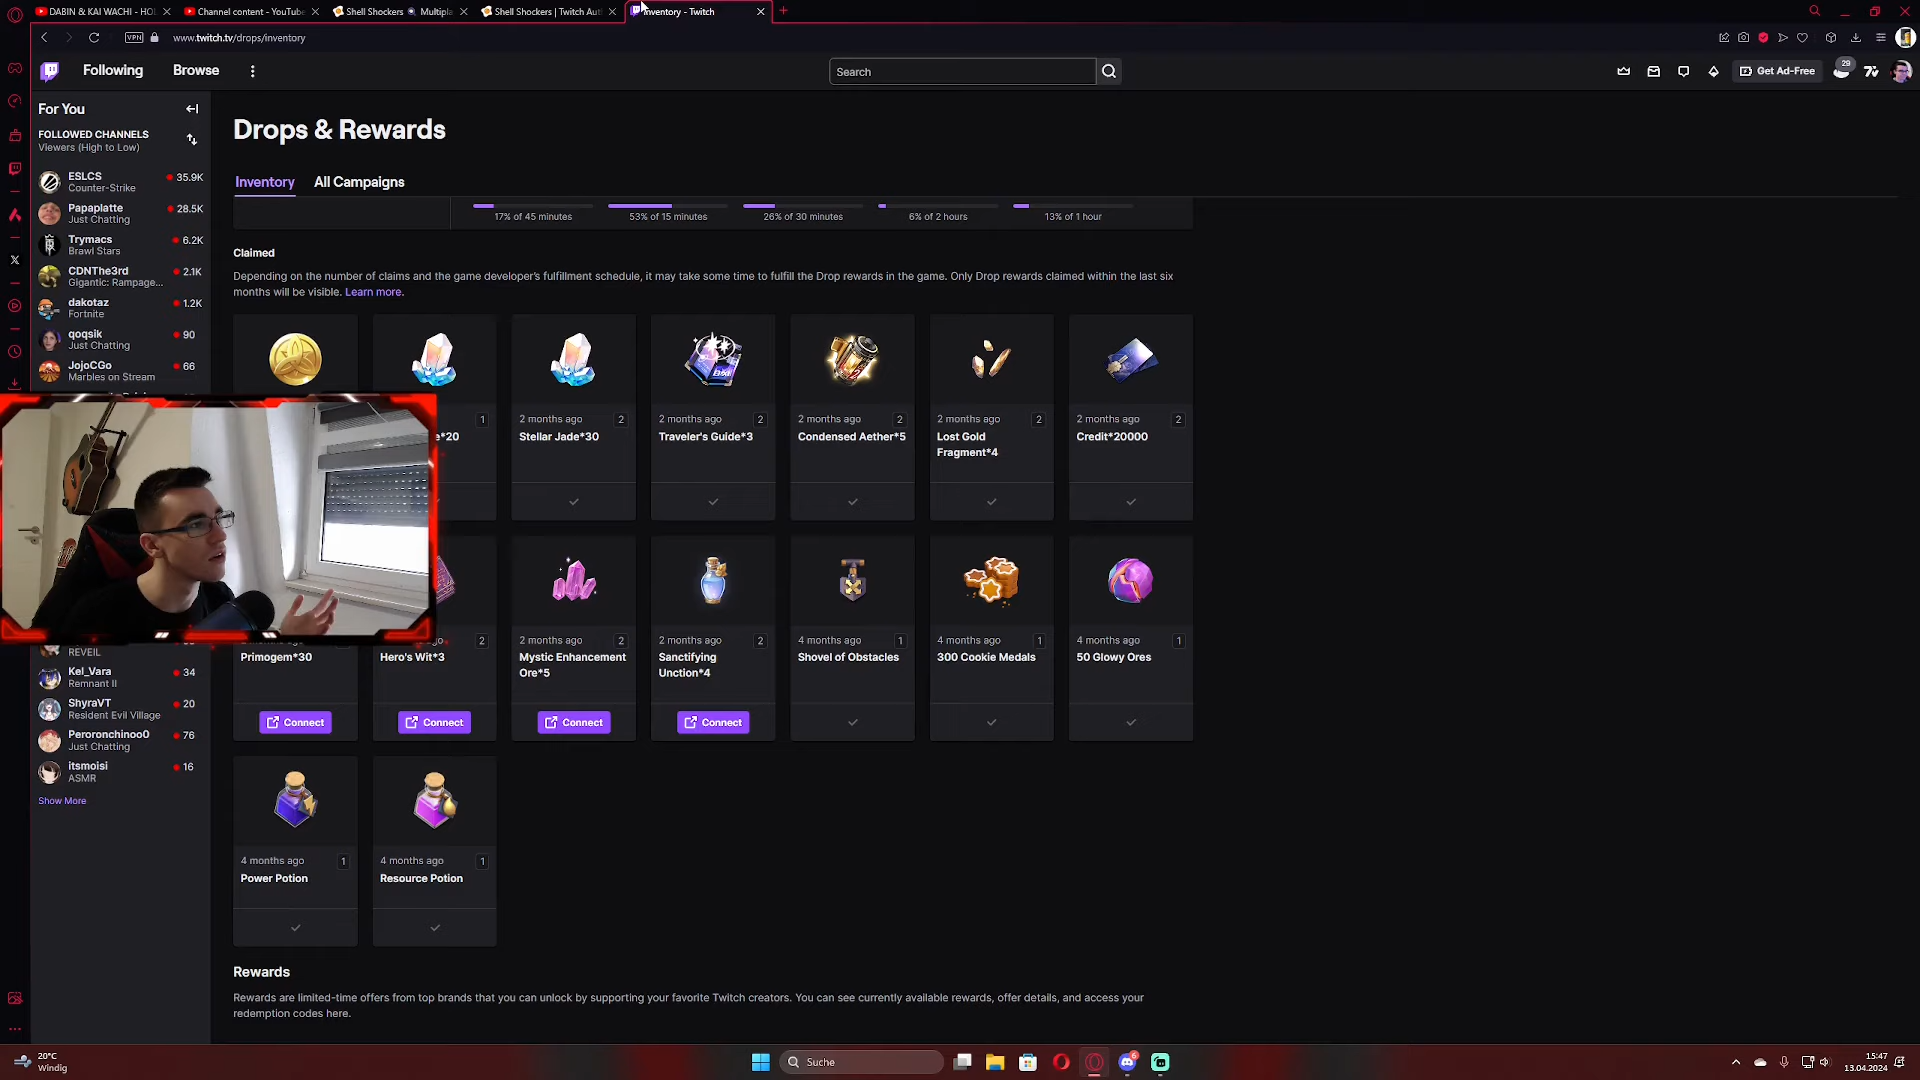 DABIN & KAI WACHI - HOL
Channel content - YouTube
Shell Shockers
Multipla
Shell Shockers | Twitch Aut
Inventory - Twitch
VPN
www.twitch.tv/drops/inventory
Following
Browse
Search
Get Ad-Free
29
For You
FOLLOWED CHANNELS
Viewers (High to Low)
ESLCS
35.9K
Counter-Strike
Papaplatte
28.5K
Just Chatting
Trymacs
6.2K
Brawl Stars
CDNThe3rd
2.1K
Gigantic: Rampage...
dakotaz
1.2K
Fortnite
qoqsik
90
Just Chatting
JojoCGo
66
Marbles on Stream
REVEIL
Kel_Vara
34
Remnant II
ShyraVT
20
Resident Evil Village
Peroronchinoo0
76
Just Chatting
itsmoisi
16
ASMR
Show More
Drops & Rewards
Inventory
All Campaigns
17% of 45 minutes
53% of 15 minutes
26% of 30 minutes
6% of 2 hours
13% of 1 hour
Claimed
Depending on the number of claims and the game developer's fulfillment schedule, it may take some time to fulfill the Drop rewards in the game. Only Drop rewards claimed within the last six
months will be visible. Learn more.
1
e*20
2 months ago
2
Stellar Jade*30
2 months ago
2
Traveler's Guide*3
2 months ago
2
Condensed Aether*5
2 months ago
2
Lost Gold
Fragment*4
2 months ago
2
Credit*20000
Primogem*30
Connect
2
Hero's Wit*3
Connect
2 months ago
2
Mystic Enhancement
Ore*5
Connect
2 months ago
2
Sanctifying
Unction*4
Connect
4 months ago
1
Shovel of Obstacles
4 months ago
1
300 Cookie Medals
4 months ago
1
50 Glowy Ores
4 months ago
1
Power Potion
4 months ago
1
Resource Potion
Rewards
Rewards are limited-time offers from top brands that you can unlock by supporting your favorite Twitch creators. You can see currently available rewards, offer details, and access your
redemption codes here.
20°C
Windig
Suche
6
15:47
13.04.2024